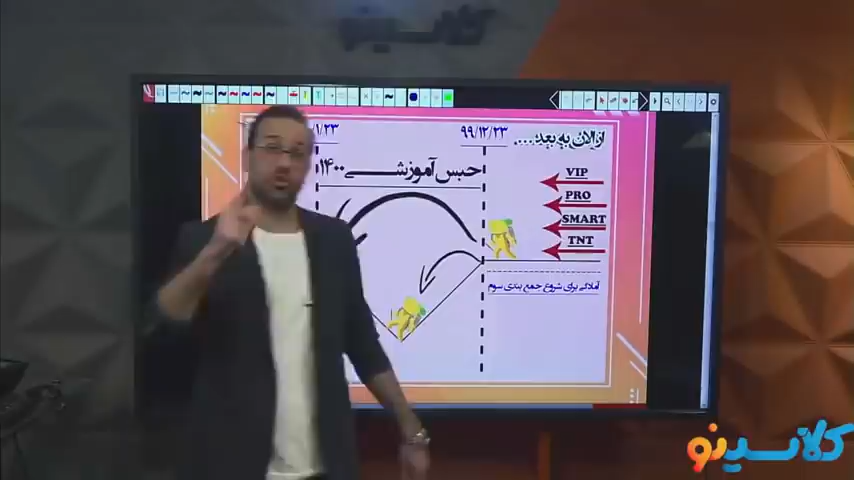 از الان به بعد....
۹۹/۱۲/۲۳
۱/۲۳
حبس آموزشی ۱۴۰۰
VIP
PRO
SMART
TNT
آمادگی برای شروع جمع بندی سوم
کلاسینو